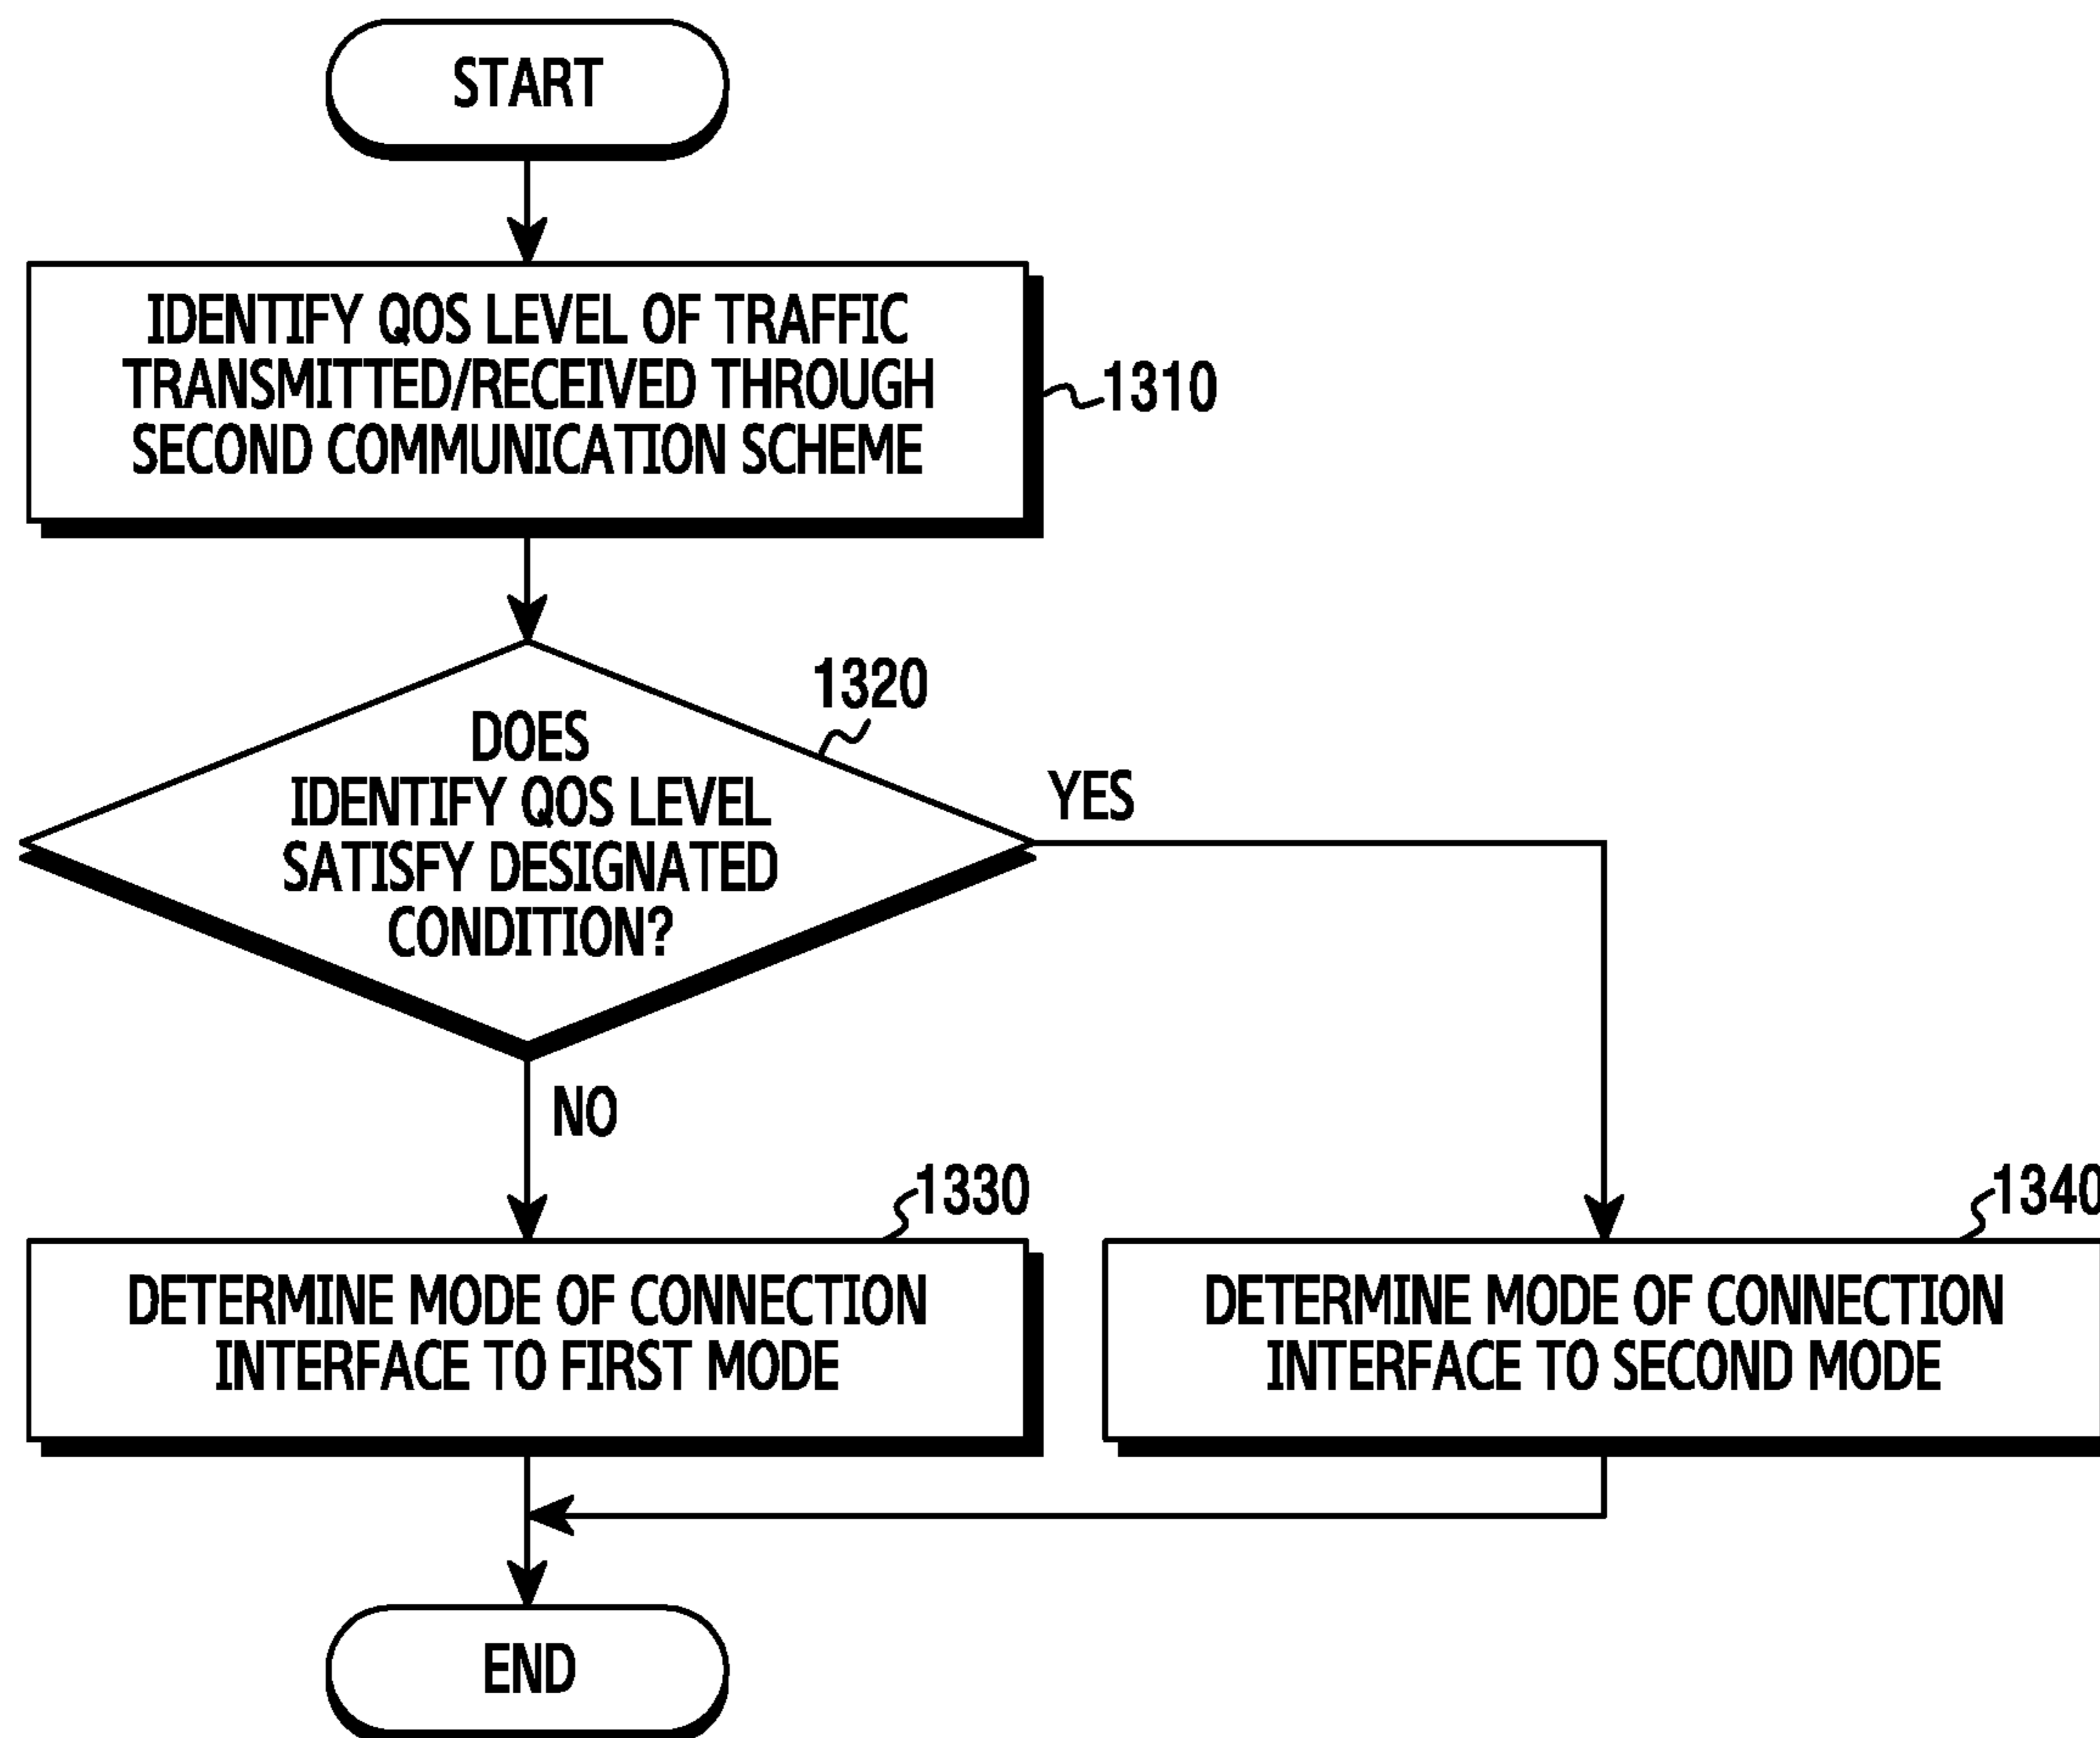 START
IDENTIFY QOS LEVEL OF TRAFFIC
TRANSMITTED/RECEIVED THROUGH
SECOND COMMUNICATION SCHEME
1310
1320
DOES
IDENTIFY QOS LEVEL
SATISFY DESIGNATED
CONDITION?
YES
NO
1330
DETERMINE MODE OF CONNECTION
INTERFACE TO FIRST MODE
1340
DETERMINE MODE OF CONNECTION
INTERFACE TO SECOND MODE
END